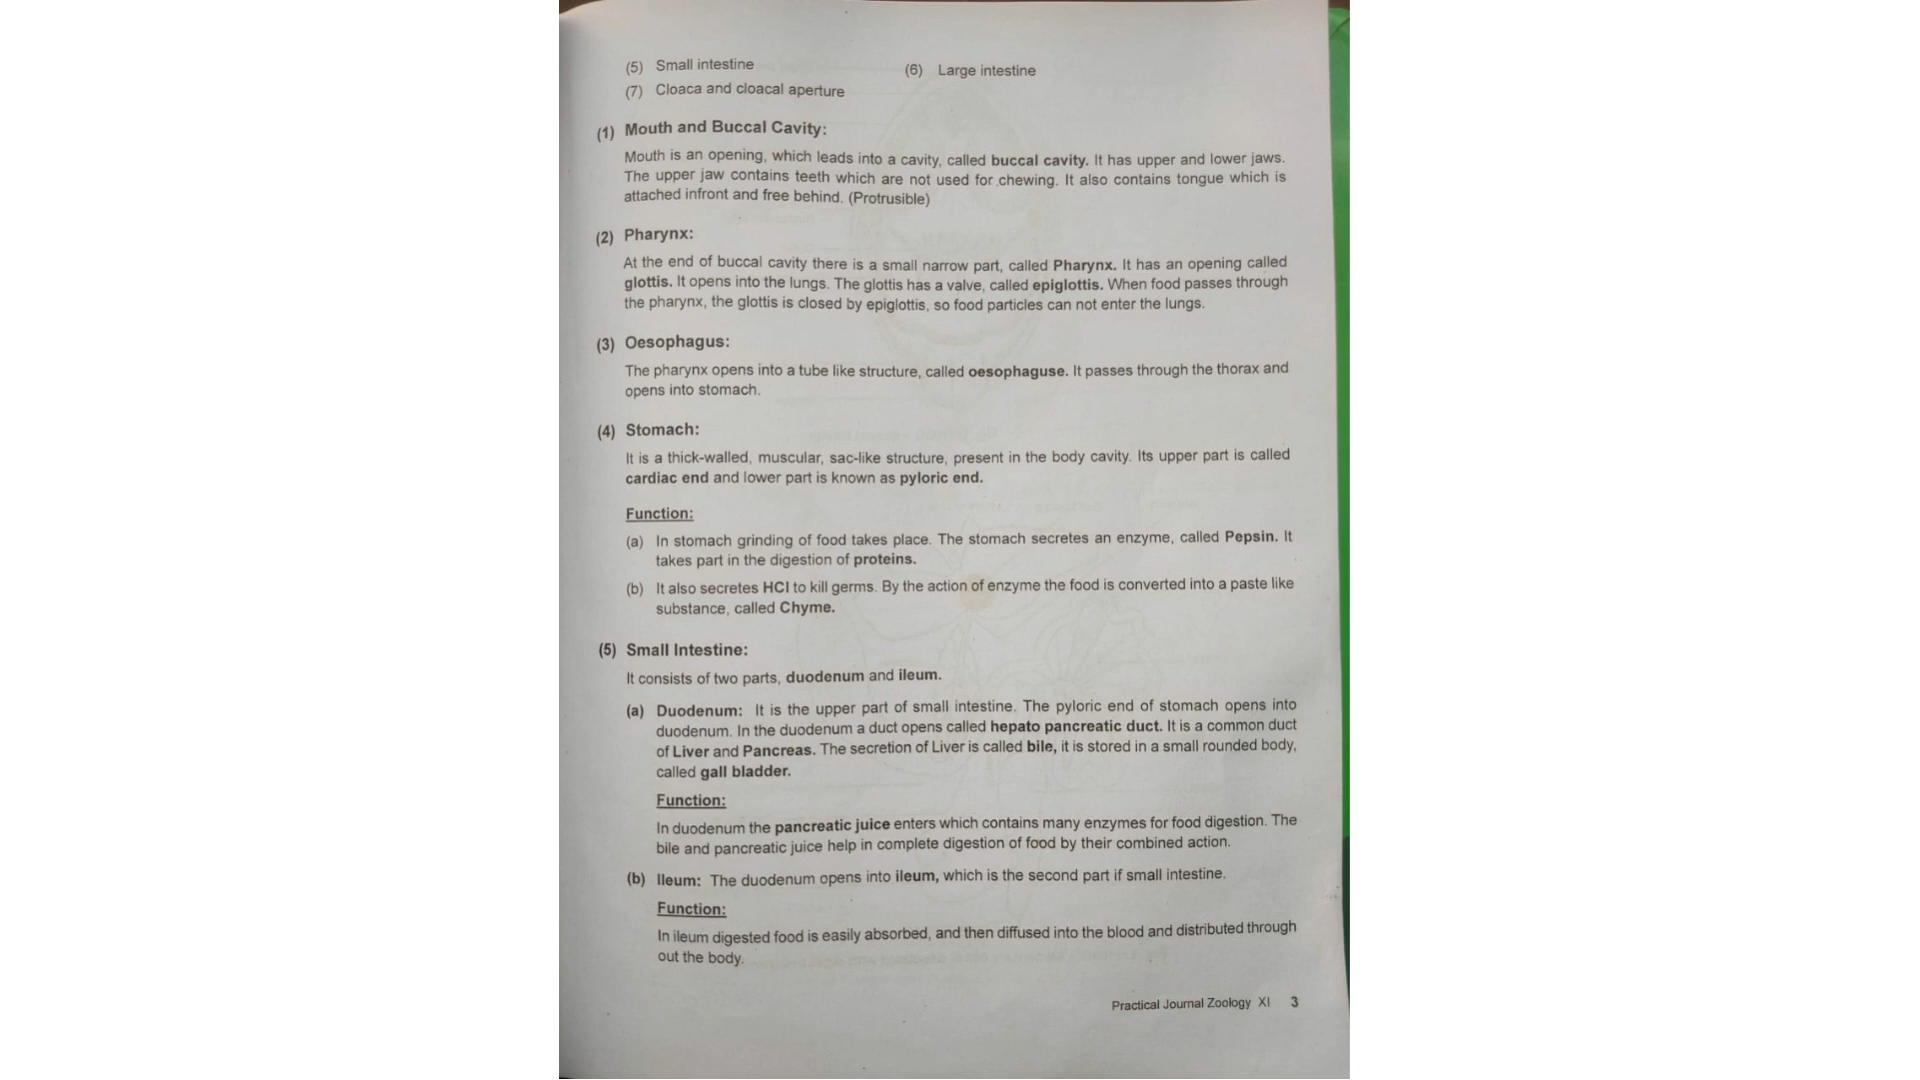 (5) Small intestine (6) Large intestine
(7) Cloaca and cloacal aperture
(1) Mouth and Buccal Cavity:
Mouth is an opening, which leads into a cavity, called buccal cavity. It has upper and lower jaws.
The upper jaw contains teeth which are not used for chewing. It also contains tongue which is
attached infront and free behind. (Protrusible)
(2) Pharynx:
At the end of buccal cavity there is a small narrow part, called Pharynx. It has an opening called
glottis. It opens into the lungs. The glottis has a valve, called epiglottis. When food passes through
the pharynx, the glottis is closed by epiglottis, so food particles can not enter the lungs.
(3) Oesophagus:
The pharynx opens into a tube like structure, called oesophaguse. It passes through the thorax and
opens into stomach.
(4) Stomach:
It is a thick-walled, muscular, sac-like structure, present in the body cavity. Its upper part is called
cardiac end and lower part is known as pyloric end.
Function:
(a) In stomach grinding of food takes place. The stomach secretes an enzyme, called Pepsin. It
takes part in the digestion of proteins.
(b) It also secretes HCl to kill germs. By the action of enzyme the food is converted into a paste like
substance, called Chyme.
(5) Small Intestine:
It consists of two parts, duodenum and ileum.
(a) Duodenum: It is the upper part of small intestine. The pyloric end of stomach opens into
duodenum. In the duodenum a duct opens called hepato pancreatic duct. It is a common duct
of Liver and Pancreas. The secretion of Liver is called bile, it is stored in a small rounded body,
called gall bladder.
Function:
In duodenum the pancreatic juice enters which contains many enzymes for food digestion. The
bile and pancreatic juice help in complete digestion of food by their combined action.
(b) Ileum: The duodenum opens into ileum, which is the second part if small intestine.
Function:
In ileum digested food is easily absorbed, and then diffused into the blood and distributed through
out the body.
Practical Journal Zoology XI 3